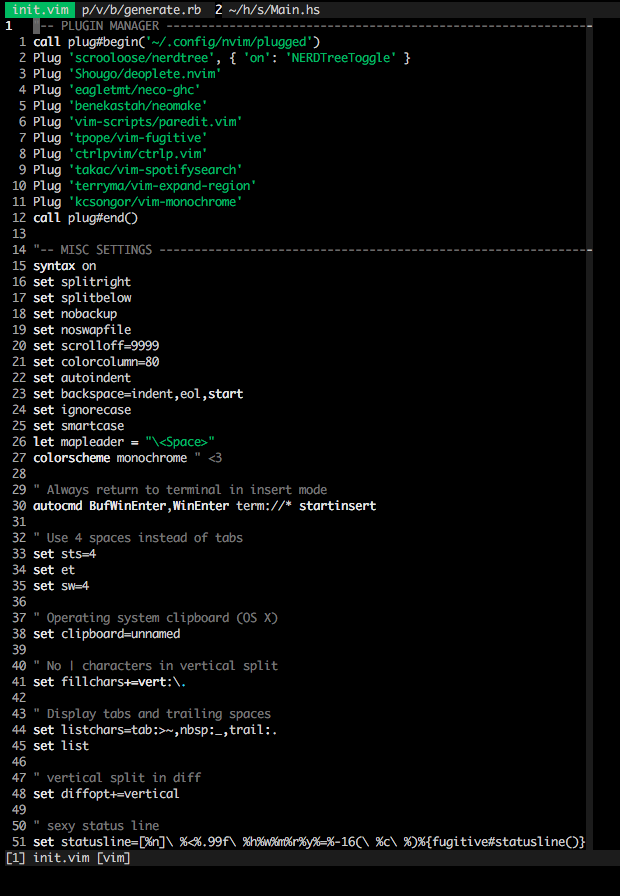 init.vim p/v/b/generate.rb 2 ~/h/s/Main.hs
1 "-- PLUGIN MANAGER -------------------------------------------------------------
1 call plug#begin('~/.config/nvim/plugged')
2 Plug 'scrooloose/nerdtree', { 'on': 'NERDTreeToggle' }
3 Plug 'Shougo/deoplete.nvim'
4 Plug 'eagletmt/neco-ghc'
5 Plug 'benekastah/neomake'
6 Plug 'vim-scripts/paredit.vim'
7 Plug 'tpope/vim-fugitive'
8 Plug 'ctrlpvim/ctrlp.vim'
9 Plug 'takac/vim-spotifysearch'
10 Plug 'terryma/vim-expand-region'
11 Plug 'kcsongor/vim-monochrome'
12 call plug#end()
13
14 "-- MISC SETTINGS --------------------------------------------------------------
15 syntax on
16 set splitright
17 set splitbelow
18 set nobackup
19 set noswapfile
20 set scrolloff=9999
21 set colorcolumn=80
22 set autoindent
23 set backspace=indent,eol,start
24 set ignorecase
25 set smartcase
26 let mapleader = "\<Space>"
27 colorscheme monochrome " <3
28
29 " Always return to terminal in insert mode
30 autocmd BufWinEnter,WinEnter term://* startinsert
31
32 " Use 4 spaces instead of tabs
33 set sts=4
34 set et
35 set sw=4
36
37 " Operating system clipboard (OS X)
38 set clipboard=unnamed
39
40 " No | characters in vertical split
41 set fillchars+=vert:\.
42
43 " Display tabs and trailing spaces
44 set listchars=tab:>~,nbsp:_,trail:.
45 set list
46
47 " vertical split in diff
48 set diffopt+=vertical
49
50 " sexy status line
51 set statusline=[%n]\ %<%.99f\ %h%w%m%r%y%=%-16(\ %c\ %)%{fugitive#statusline()}
[1] init.vim [vim]